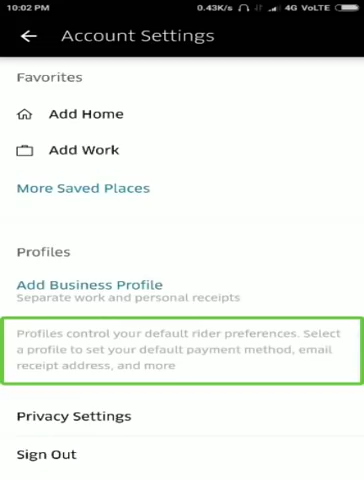 10:02 PM 0.43K/s 4G VoLTE
Account Settings
Favorites
Add Home
Add Work
More Saved Places
Profiles
Add Business Profile
Separate work and personal receipts
Profiles control your default rider preferences. Select
a profile to set your default payment method, email
receipt address, and more
Privacy Settings
Sign Out